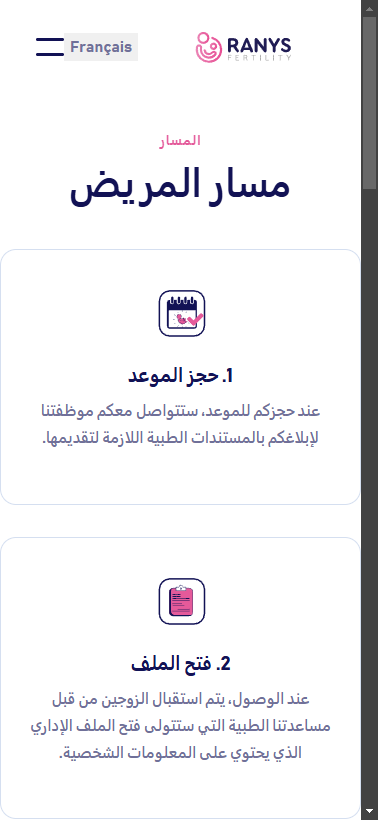 Français
RANYS
FERTILITY
المسار
مسار المريض
1. حجز الموعد
عند حجزكم للموعد، ستتواصل معكم موظفتنا
لإبلاغكم بالمستندات الطبية اللازمة لتقديمها.
2. فتح الملف
عند الوصول، يتم استقبال الزوجين من قبل
مساعدتنا الطبية التي ستتولى فتح الملف الإداري
الذي يحتوي على المعلومات الشخصية.